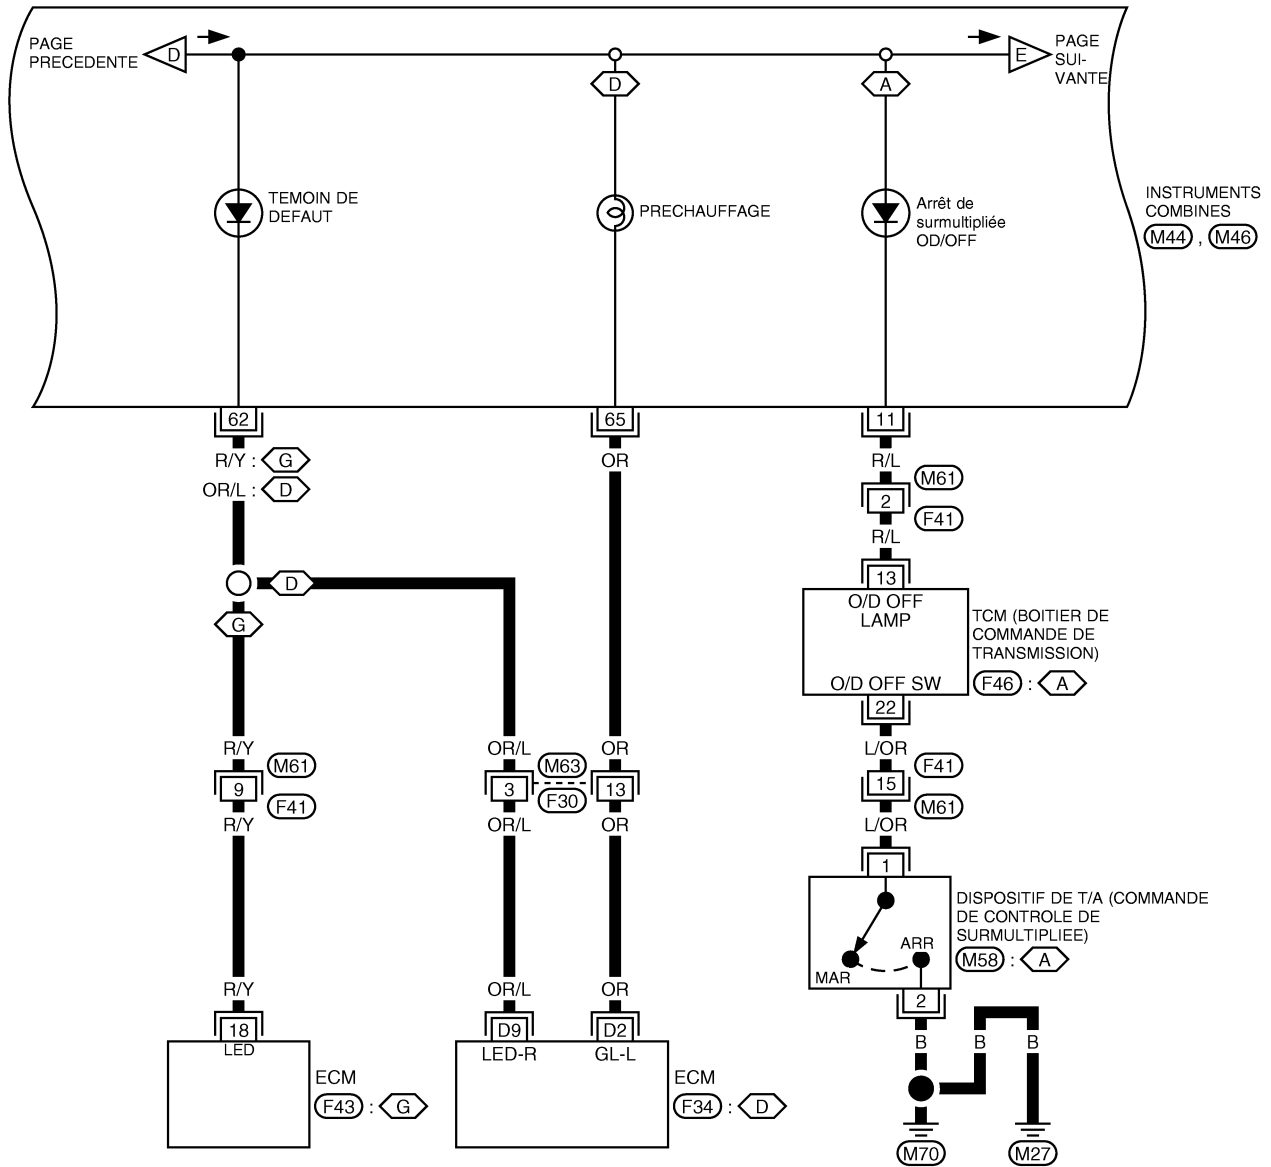 PAGE
PRECEDENTE
D
D
A
E
PAGE
SUI-
VANTE
TEMOIN DE
DEFAUT
PRECHAUFFAGE
Arrêt de
surmultipliée
OD/OFF
INSTRUMENTS
COMBINES
M44 , M46
62
65
11
R/Y : G
OR/L : D
OR
R/L
M61
2
F41
R/L
D
G
13
O/D OFF
LAMP
O/D OFF SW
TCM (BOITIER DE
COMMANDE DE
TRANSMISSION)
F46 : A
22
R/Y
M61
9
F41
R/Y
OR/L
M63
OR
3
F30
13
OR/L
OR
L/OR
F41
15
M61
L/OR
1
MAR
ARR
DISPOSITIF DE T/A (COMMANDE
DE CONTROLE DE
SURMULTIPLIEE)
M58 : A
2
R/Y
OR/L
OR
18
LED
D9
LED-R
D2
GL-L
B
B
B
ECM
F43 : G
ECM
F34 : D
M70
M27